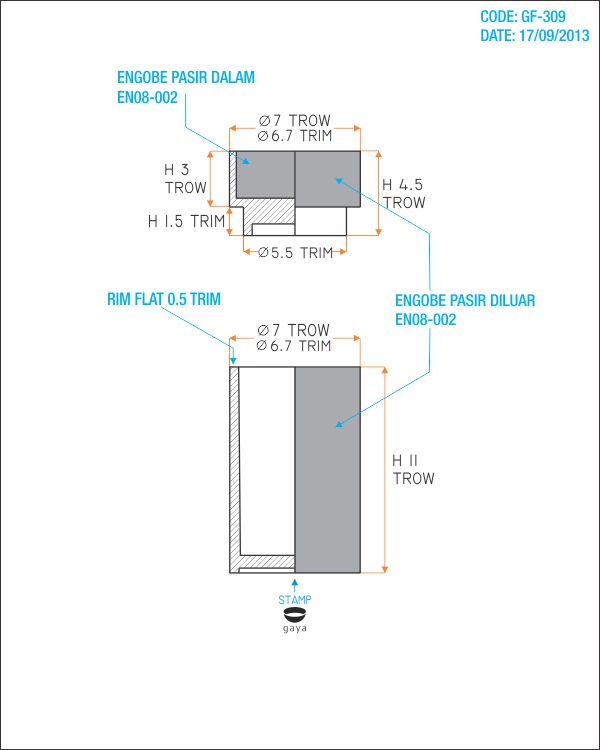 CODE: GF-309
DATE: 17/09/2013
ENGOBE PASIR DALAM
EN08-002
Ø 7 TROW
Ø 6.7 TRIM
H 3
TROW
H 4.5
TROW
H 1.5 TRIM
Ø 5.5 TRIM
RIM FLAT 0.5 TRIM
ENGOBE PASIR DILUAR
EN08-002
Ø 7 TROW
Ø 6.7 TRIM
H 11
TROW
STAMP
gaya